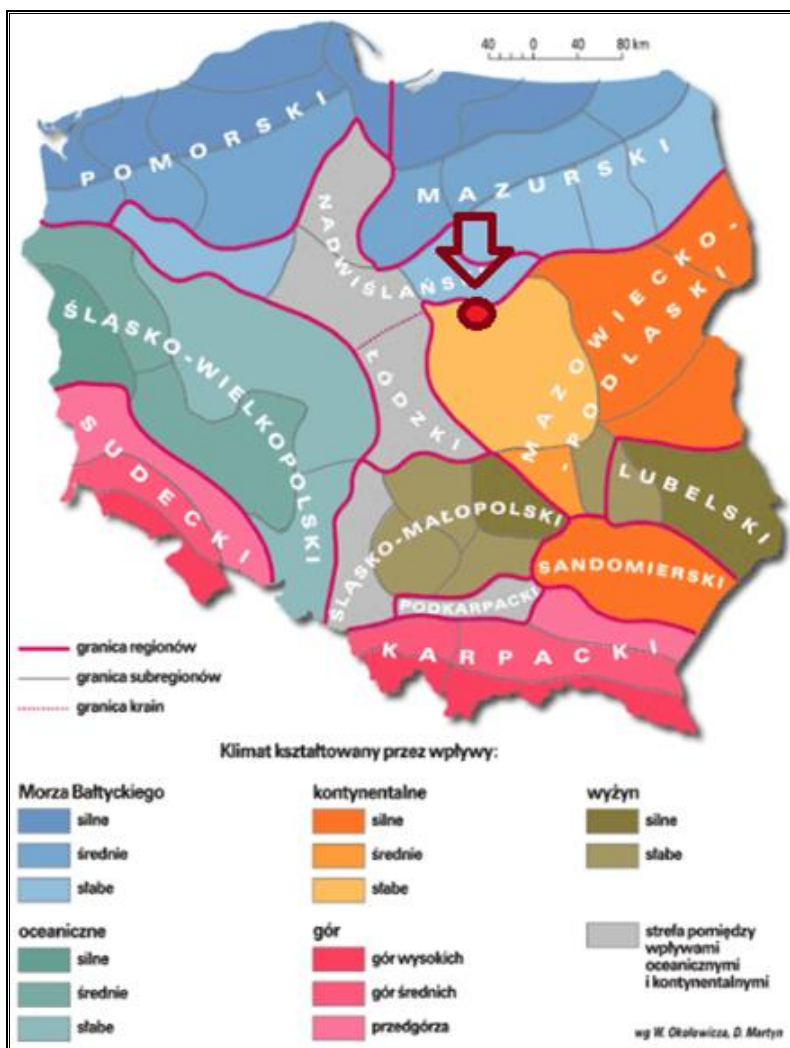 40 0 40 80 km
POMORSKI
MAZURSKI
NADWIŚLAŃSKI
MAZOWIECKO-
-PODLASKI
ŚLĄSKO-WIELKOPOLSKI
ŁÓDZKI
SUDECKI
LUBELSKI
ŚLĄSKO-MAŁOPOLSKI
SANDOMIERSKI
PODKARPACKI
KARPACKI
granica regionów
granica subregionów
granica krain
Klimat kształtowany przez wpływy:
Morza Bałtyckiego
silne
średnie
słabe
kontynentalne
silne
średnie
słabe
wyżyn
silne
słabe
oceaniczne
silne
średnie
słabe
gór
gór wysokich
gór średnich
przedgórza
strefa pomiędzy
wpływami
oceanicznymi
i kontynentalnymi
wg W. Okołowicza, D. Martyn